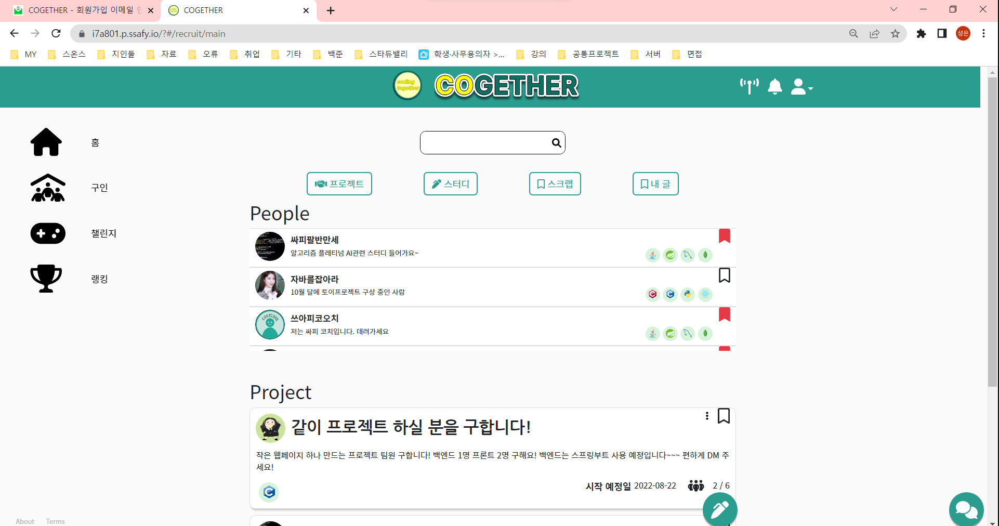 COGETHER - 회원가입 이메일
COGETHER
i7a801.p.ssafy.io/?#/recruit/main
성은
MY 스온스 지인들 자료 오류 취업 기타 백준 스타듀밸리 학생·사무용의자 >... 강의 공통프로젝트 서버 면접
coding
together
COGETHER
홈
구인
챌린지
랭킹
프로젝트 스터디 스크랩 내 글
People
싸피팔반만세
알고리즘 플레티넘 AI관련 스터디 들어가요~
자바를잡아라
10월 달에 토이프로젝트 구상 중인 사람
쓰아피코오치
저는 싸피 코치입니다. 데려가세요
Project
같이 프로젝트 하실 분을 구합니다!
작은 웹페이지 하나 만드는 프로젝트 팀원 구합니다! 백엔드 1명 프론트 2명 구해요! 백엔드는 스프링부트 사용 예정입니다~~~ 편하게 DM 주
세요!
시작 예정일 2022-08-22 2 / 6
About Terms